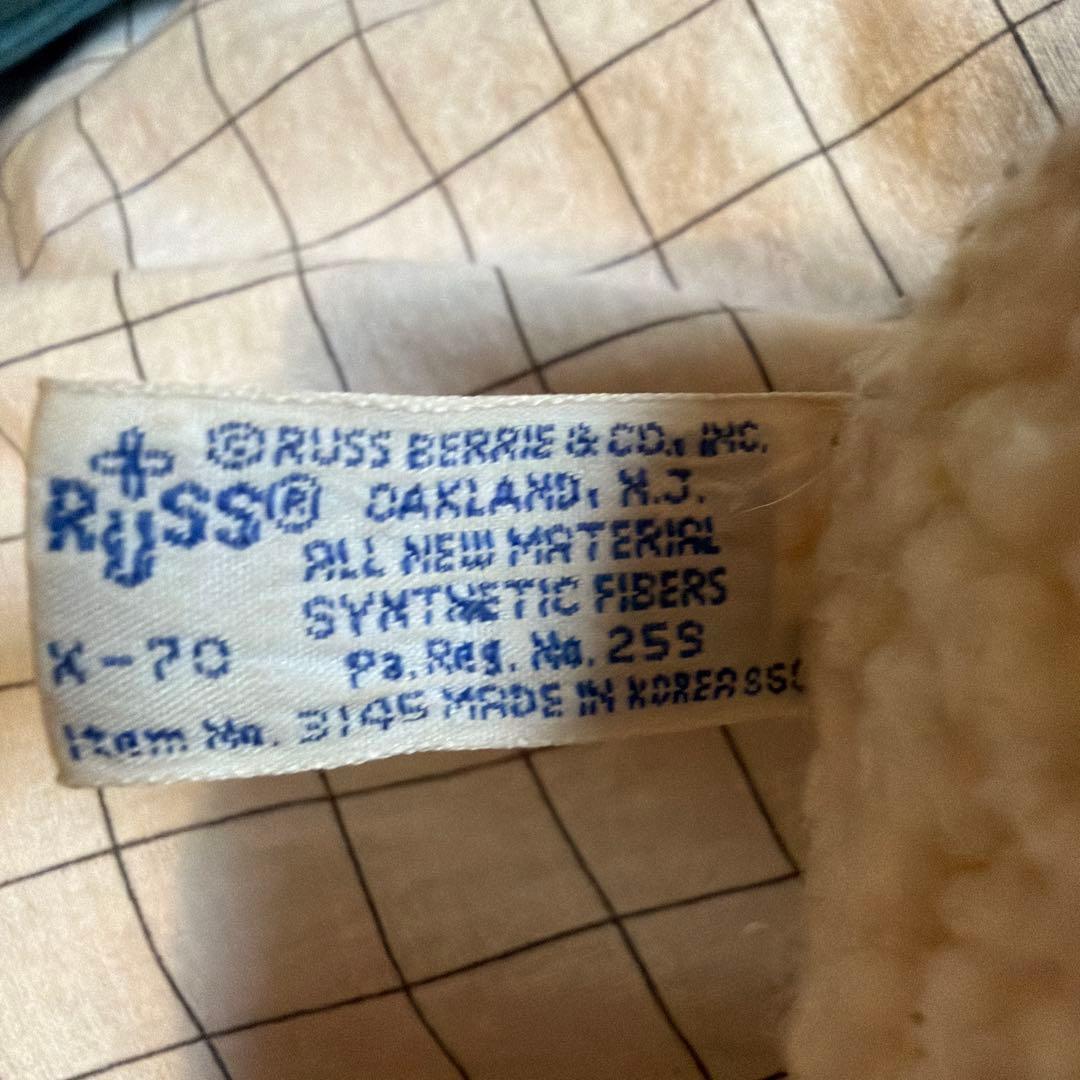 © RUSS BERRIE & CO., INC.
RUSS® OAKLAND, N.J.
ALL NEW MATERIAL
SYNTHETIC FIBERS
X-70 Pa. Reg. No. 259
Item No. 3145 MADE IN KOREA